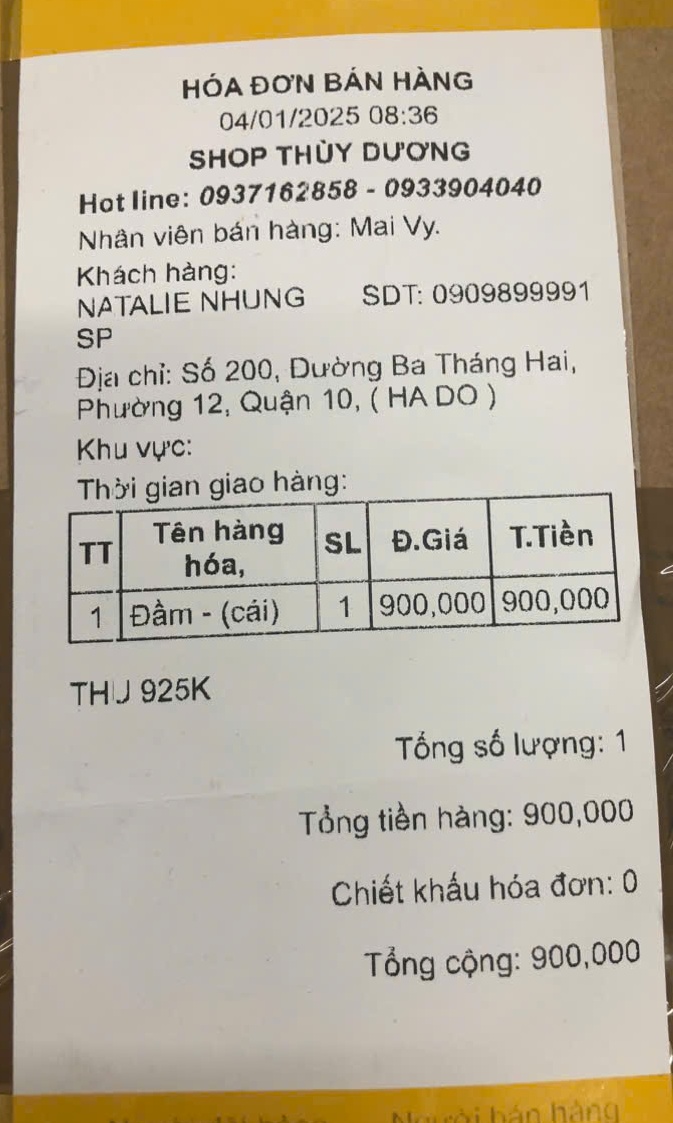 HÓA ĐƠN BÁN HÀNG
04/01/2025 08:36
SHOP THÙY DƯƠNG
Hot line: 0937162858 - 0933904040
Nhân viên bán hàng: Mai Vy.
Khách hàng:
NATALIE NHUNG SDT: 0909899991
SP
Địa chỉ: Số 200, Đường Ba Tháng Hai,
Phường 12, Quận 10, ( HA DO )
Khu vực:
Thời gian giao hàng:
TT Tên hàng hóa, SL Đ.Giá T.Tiền
1 Đầm - (cái) 1 900,000 900,000
THU 925K
Tổng số lượng: 1
Tổng tiền hàng: 900,000
Chiết khấu hóa đơn: 0
Tổng cộng: 900,000
Người bán hàng